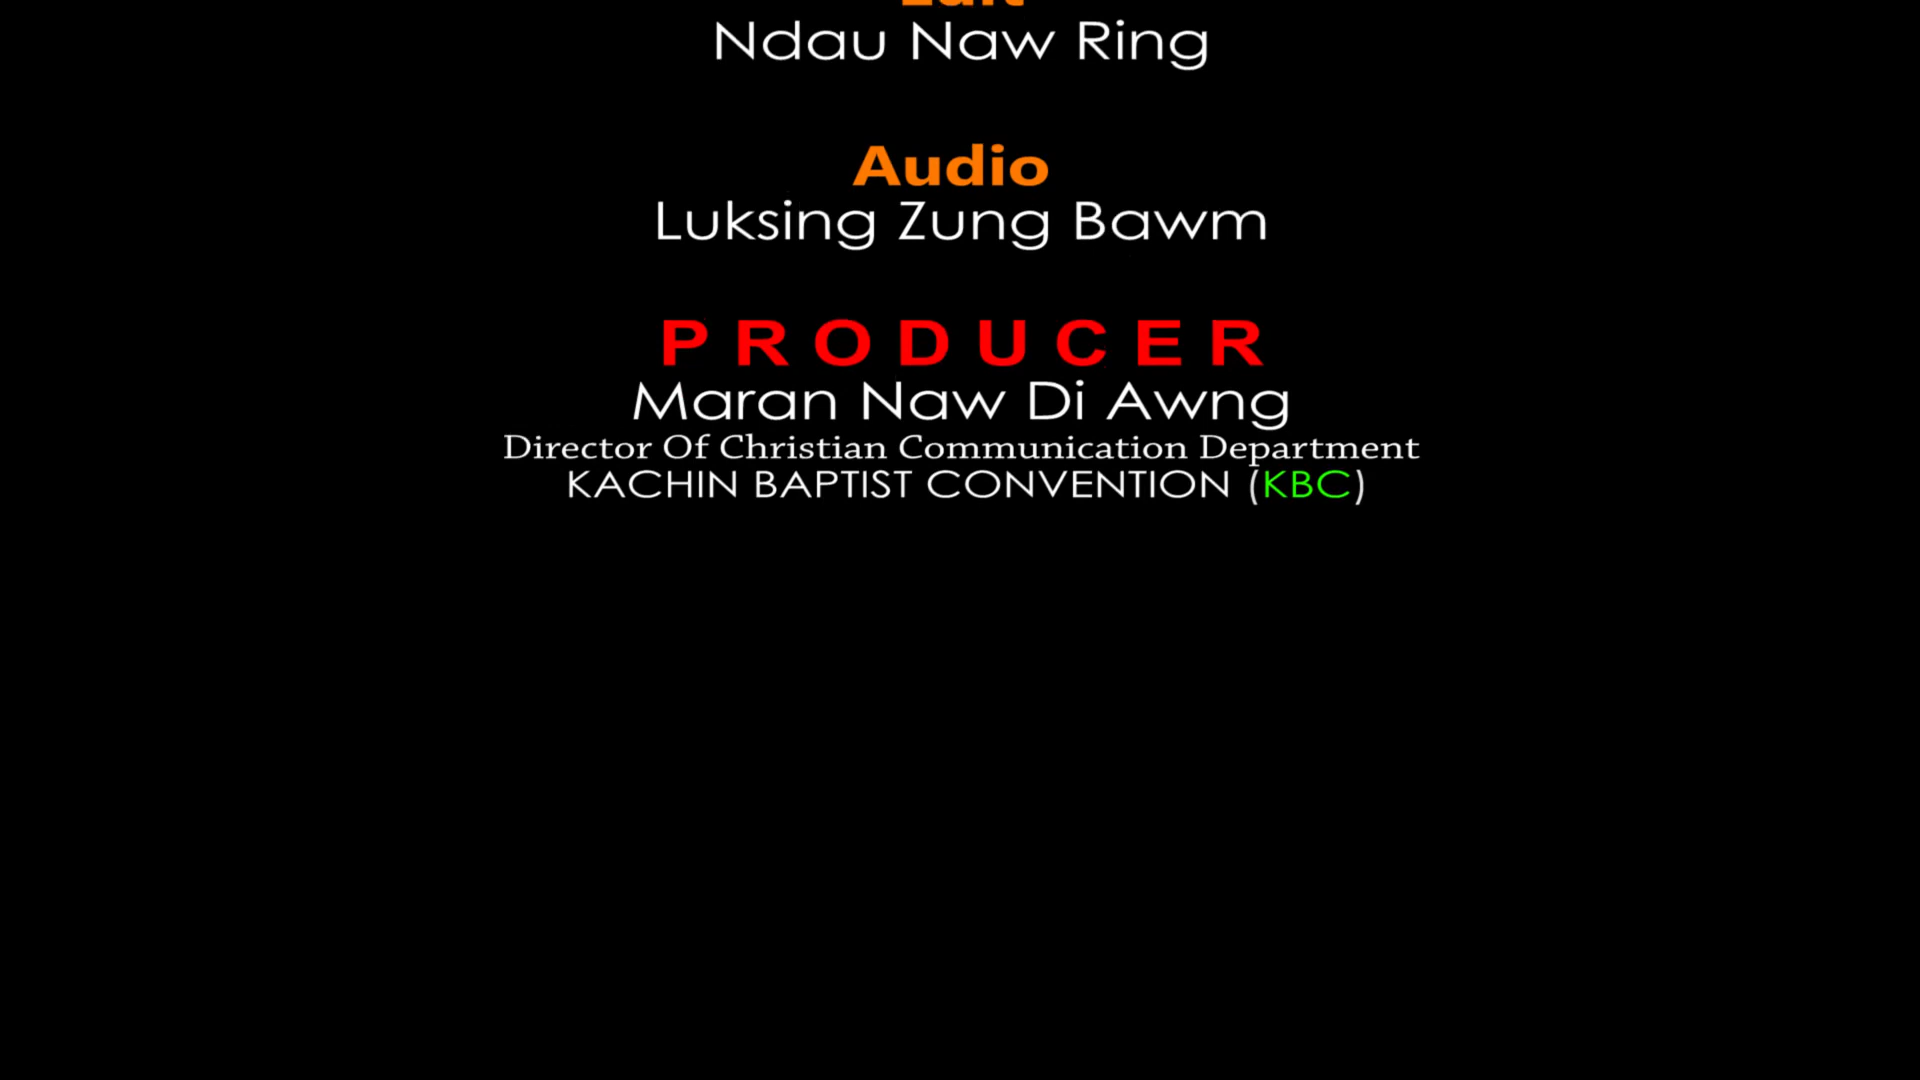 Edit
Ndau Naw Ring
Audio
Luksing Zung Bawm
PRODUCER
Maran Naw Di Awng
Director Of Christian Communication Department
KACHIN BAPTIST CONVENTION (KBC)